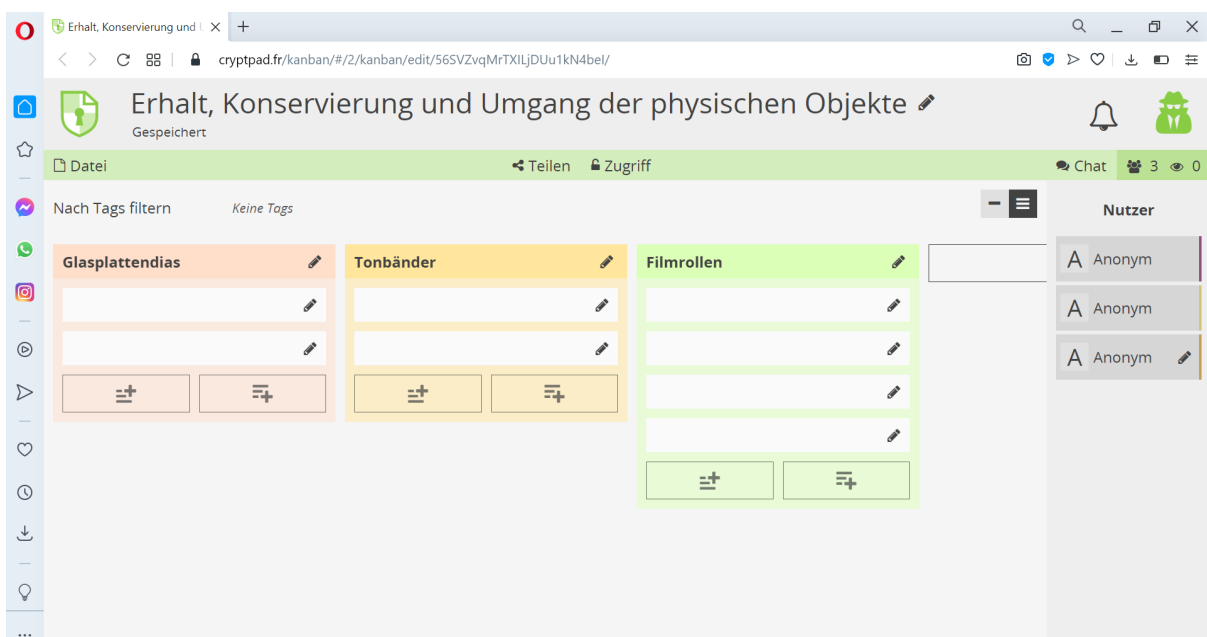 Erhalt, Konservierung und U
cryptpad.fr/kanban/#/2/kanban/edit/56SVZvqMrTXILjDUu1kN4beI/
Erhalt, Konservierung und Umgang der physischen Objekte
Gespeichert
Datei
Teilen
Zugriff
Chat
3
0
Nach Tags filtern
Keine Tags
Nutzer
Glasplattendias
Tonbänder
Filmrollen
A Anonym
A Anonym
A Anonym